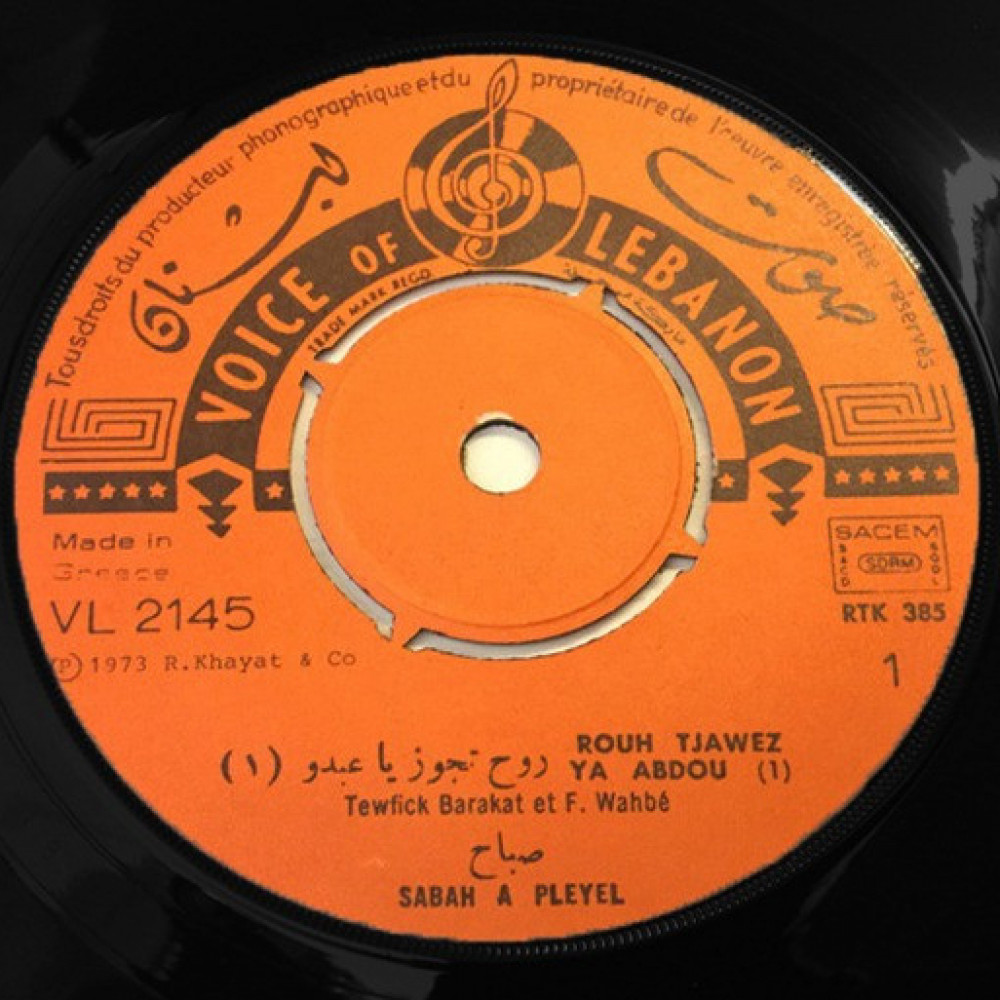 Tousdroits du producteur phonographique et du propriétaire de l'œuvre enregistrée réservés
صوت لبنان
VOICE OF LEBANON
TRADE MARK REGD
Made in
Greece
VL 2145
Ⓟ 1973 R.Khayat & Co
SACEM
SDRM
RTK 385
1
ROUH TJAWEZ
YA ABDOU (1)
روح تجوز يا عبدو (١)
Tewfick Barakat et F. Wahbé
صباح
SABAH A PLEYEL